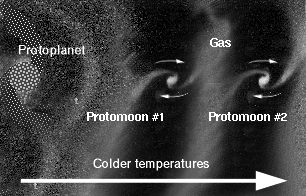 Gas
Protoplanet
Protomoon #1
Protomoon #2
Colder temperatures